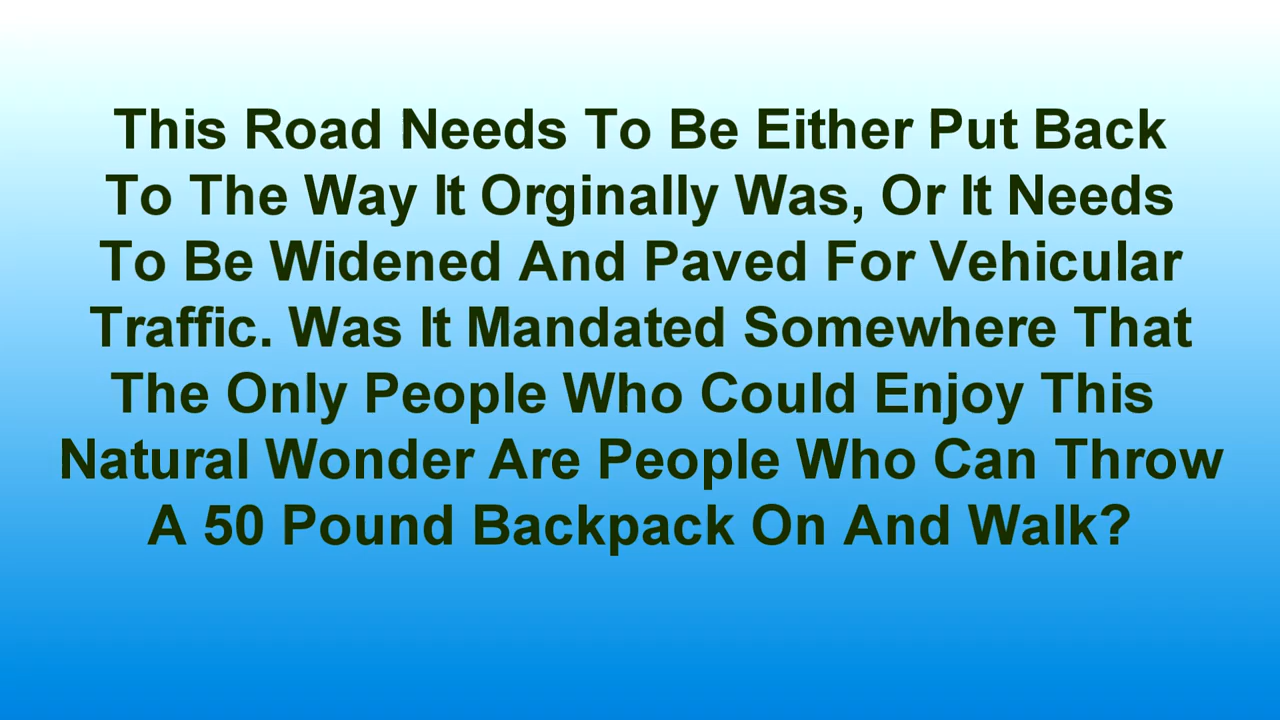 This Road Needs To Be Either Put Back
To The Way It Orginally Was, Or It Needs
To Be Widened And Paved For Vehicular
Traffic. Was It Mandated Somewhere That
The Only People Who Could Enjoy This
Natural Wonder Are People Who Can Throw
A 50 Pound Backpack On And Walk?